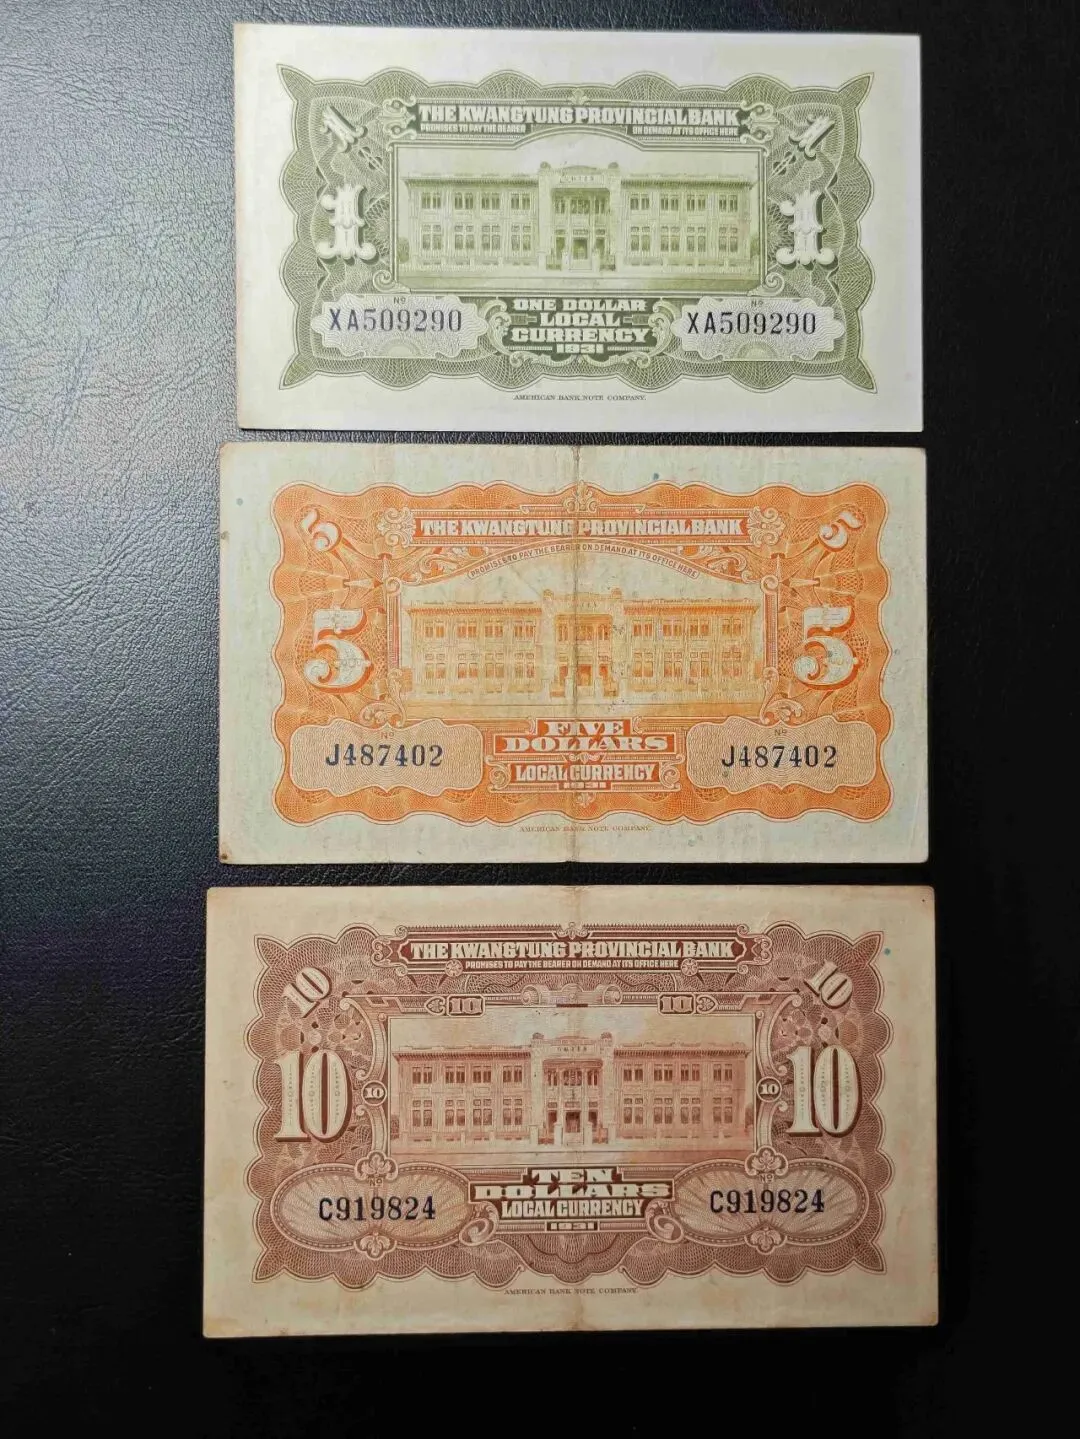 THE KWANGTUNG PROVINCIAL BANK
PROMISES TO PAY THE BEARER ON DEMAND AT ITS OFFICE HERE
1 1
1 1
Nº Nº
XA509290 XA509290
ONE DOLLAR
LOCAL
CURRENCY
1931
AMERICAN BANK NOTE COMPANY.
THE KWANGTUNG PROVINCIAL BANK
PROMISES TO PAY THE BEARER ON DEMAND AT ITS OFFICE HERE
5 5
5 5
Nº Nº
J487402 J487402
FIVE
DOLLARS
LOCAL CURRENCY
1931
AMERICAN BANK NOTE COMPANY.
THE KWANGTUNG PROVINCIAL BANK
PROMISES TO PAY THE BEARER ON DEMAND AT ITS OFFICE HERE
10 10
10 10
10 10
10 10
Nº Nº
C919824 C919824
TEN
DOLLARS
LOCAL CURRENCY
1931
AMERICAN BANK NOTE COMPANY.